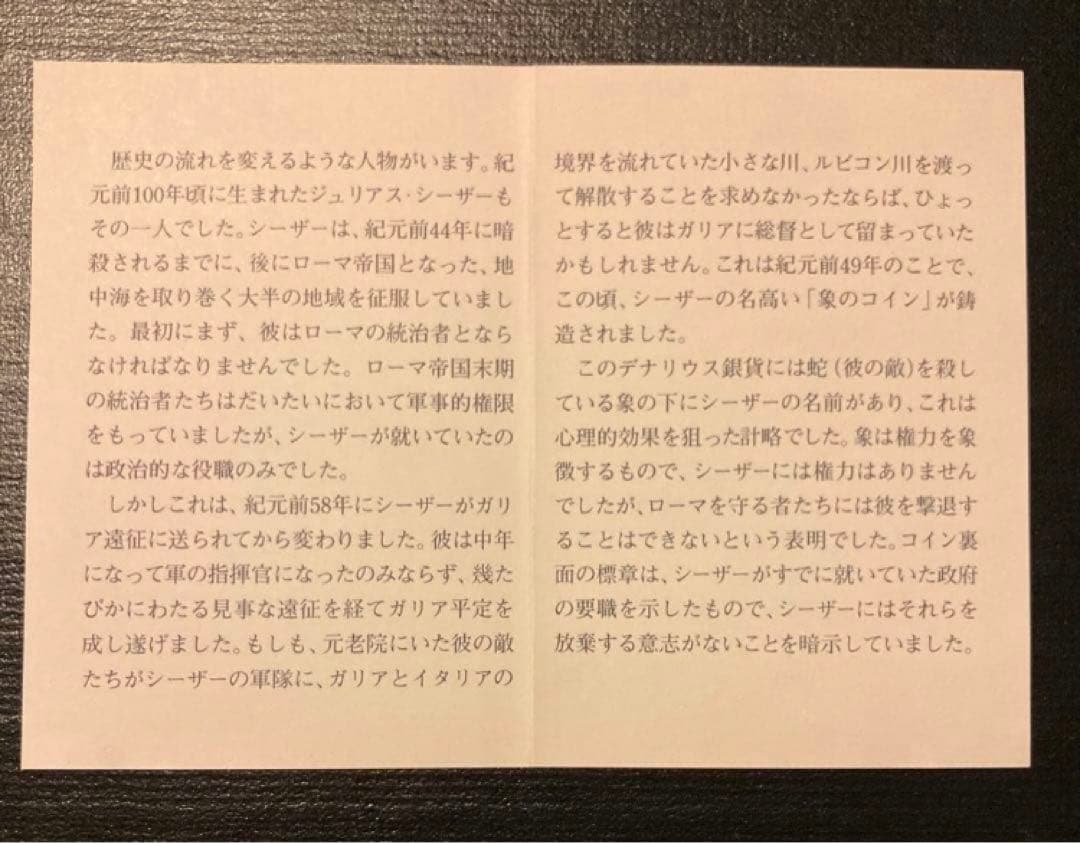 歴史の流れを変えるような人物がいます。紀
元前100年頃に生まれたジュリアス・シーザーも
その一人でした。シーザーは、紀元前44年に暗
殺されるまでに、後にローマ帝国となった、地
中海を取り巻く大半の地域を征服していまし
た。最初にまず、彼はローマの統治者となら
なければなりませんでした。ローマ帝国末期
の統治者たちはだいたいにおいて軍事的権限
をもっていましたが、シーザーが就いていたの
は政治的な役職のみでした。
しかしこれは、紀元前58年にシーザーがガリ
ア遠征に送られてから変わりました。彼は中年
になって軍の指揮官になったのみならず、幾た
びかにわたる見事な遠征を経てガリア平定を
成し遂げました。もしも、元老院にいた彼の敵
たちがシーザーの軍隊に、ガリアとイタリアの
境界を流れていた小さな川、ルビコン川を渡っ
て解散することを求めなかったならば、ひょっ
とすると彼はガリアに総督として留まっていた
かもしれません。これは紀元前49年のことで、
この頃、シーザーの名高い「象のコイン」が鋳
造されました。
このデナリウス銀貨には蛇（彼の敵）を殺し
ている象の下にシーザーの名前があり、これは
心理的効果を狙った計略でした。象は権力を象
徴するもので、シーザーには権力はありません
でしたが、ローマを守る者たちには彼を撃退す
ることはできないという表明でした。コイン裏
面の標章は、シーザーがすでに就いていた政府
の要職を示したもので、シーザーにはそれらを
放棄する意志がないことを暗示していました。